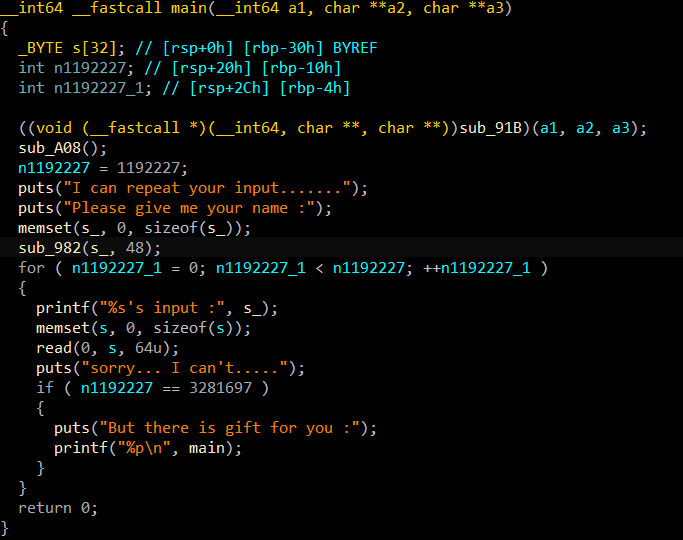 __int64 __fastcall main(__int64 a1, char **a2, char **a3)
{
  _BYTE s[32]; // [rsp+0h] [rbp-30h] BYREF
  int n1192227; // [rsp+20h] [rbp-10h]
  int n1192227_1; // [rsp+2Ch] [rbp-4h]

  ((void (__fastcall *)(__int64, char **, char **))sub_91B)(a1, a2, a3);
  sub_A08();
  n1192227 = 1192227;
  puts("I can repeat your input.......");
  puts("Please give me your name :");
  memset(s_, 0, sizeof(s_));
  sub_982(s_, 48);
  for ( n1192227_1 = 0; n1192227_1 < n1192227; ++n1192227_1 )
  {
    printf("%s's input :", s_);
    memset(s, 0, sizeof(s));
    read(0, s, 64u);
    puts("sorry... I can't.....");
    if ( n1192227 == 3281697 )
    {
      puts("But there is gift for you :");
      printf("%p\n", main);
    }
  }
  return 0;
}